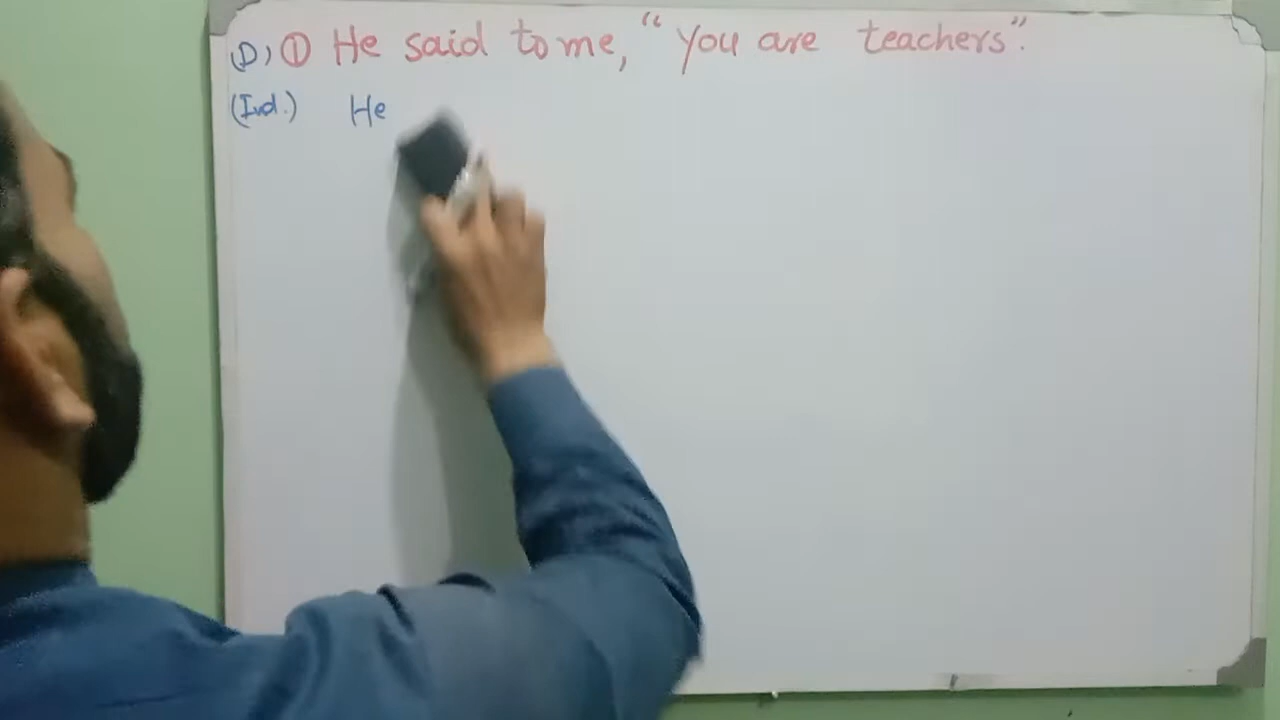 (D) ① He said to me, "You are teachers".
(Ind.) He